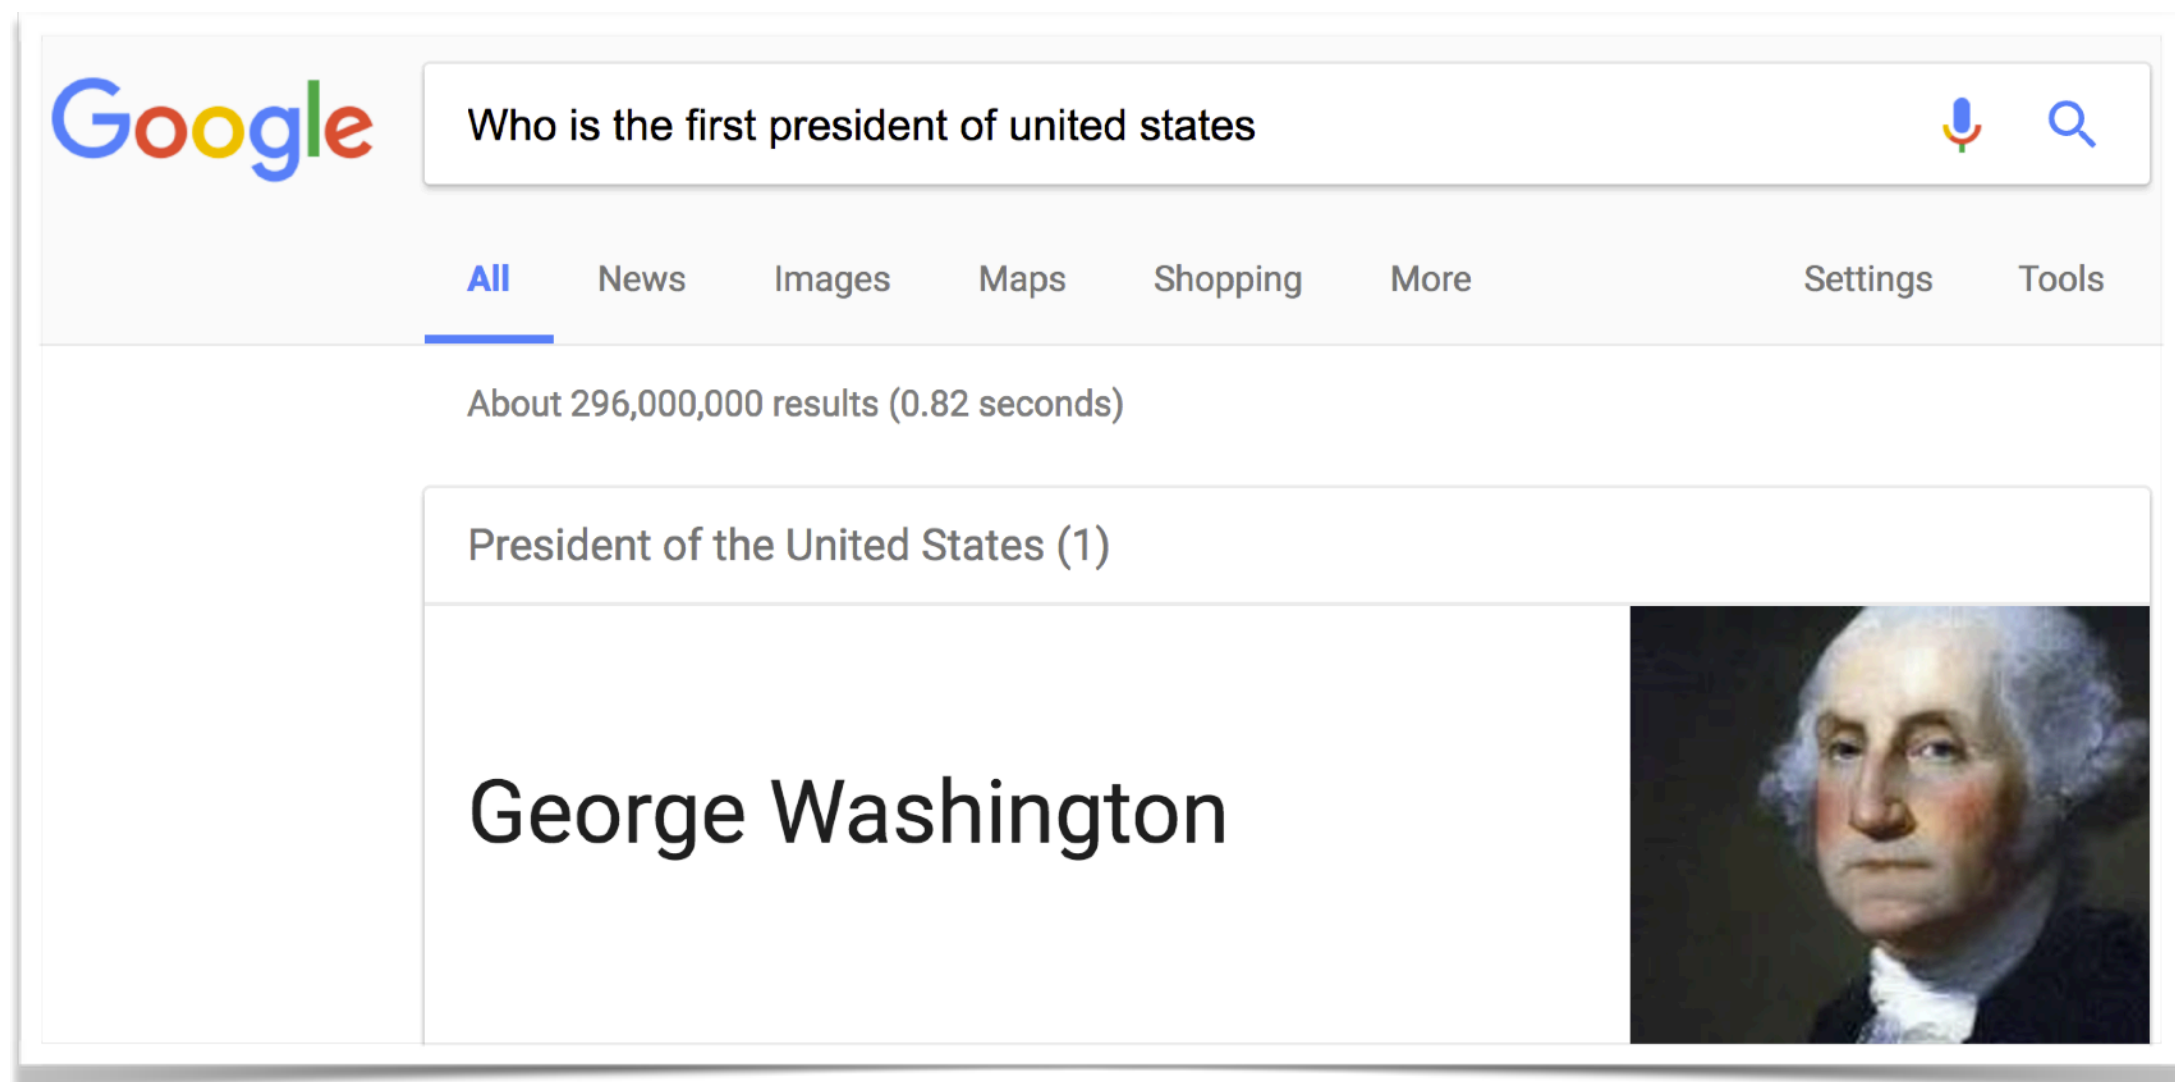 Google
Who is the first president of united states
All News Images Maps Shopping More Settings Tools
About 296,000,000 results (0.82 seconds)
President of the United States (1)
George Washington